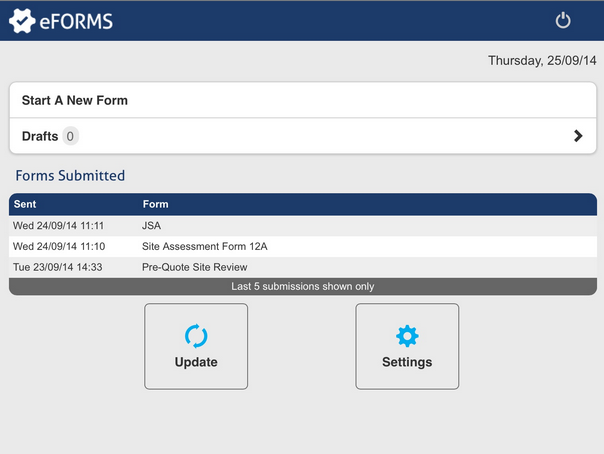 eFORMS
Thursday, 25/09/14
Start A New Form
Drafts 0
Forms Submitted
Sent Form
Wed 24/09/14 11:11 JSA
Wed 24/09/14 11:10 Site Assessment Form 12A
Tue 23/09/14 14:33 Pre-Quote Site Review
Last 5 submissions shown only
Update Settings